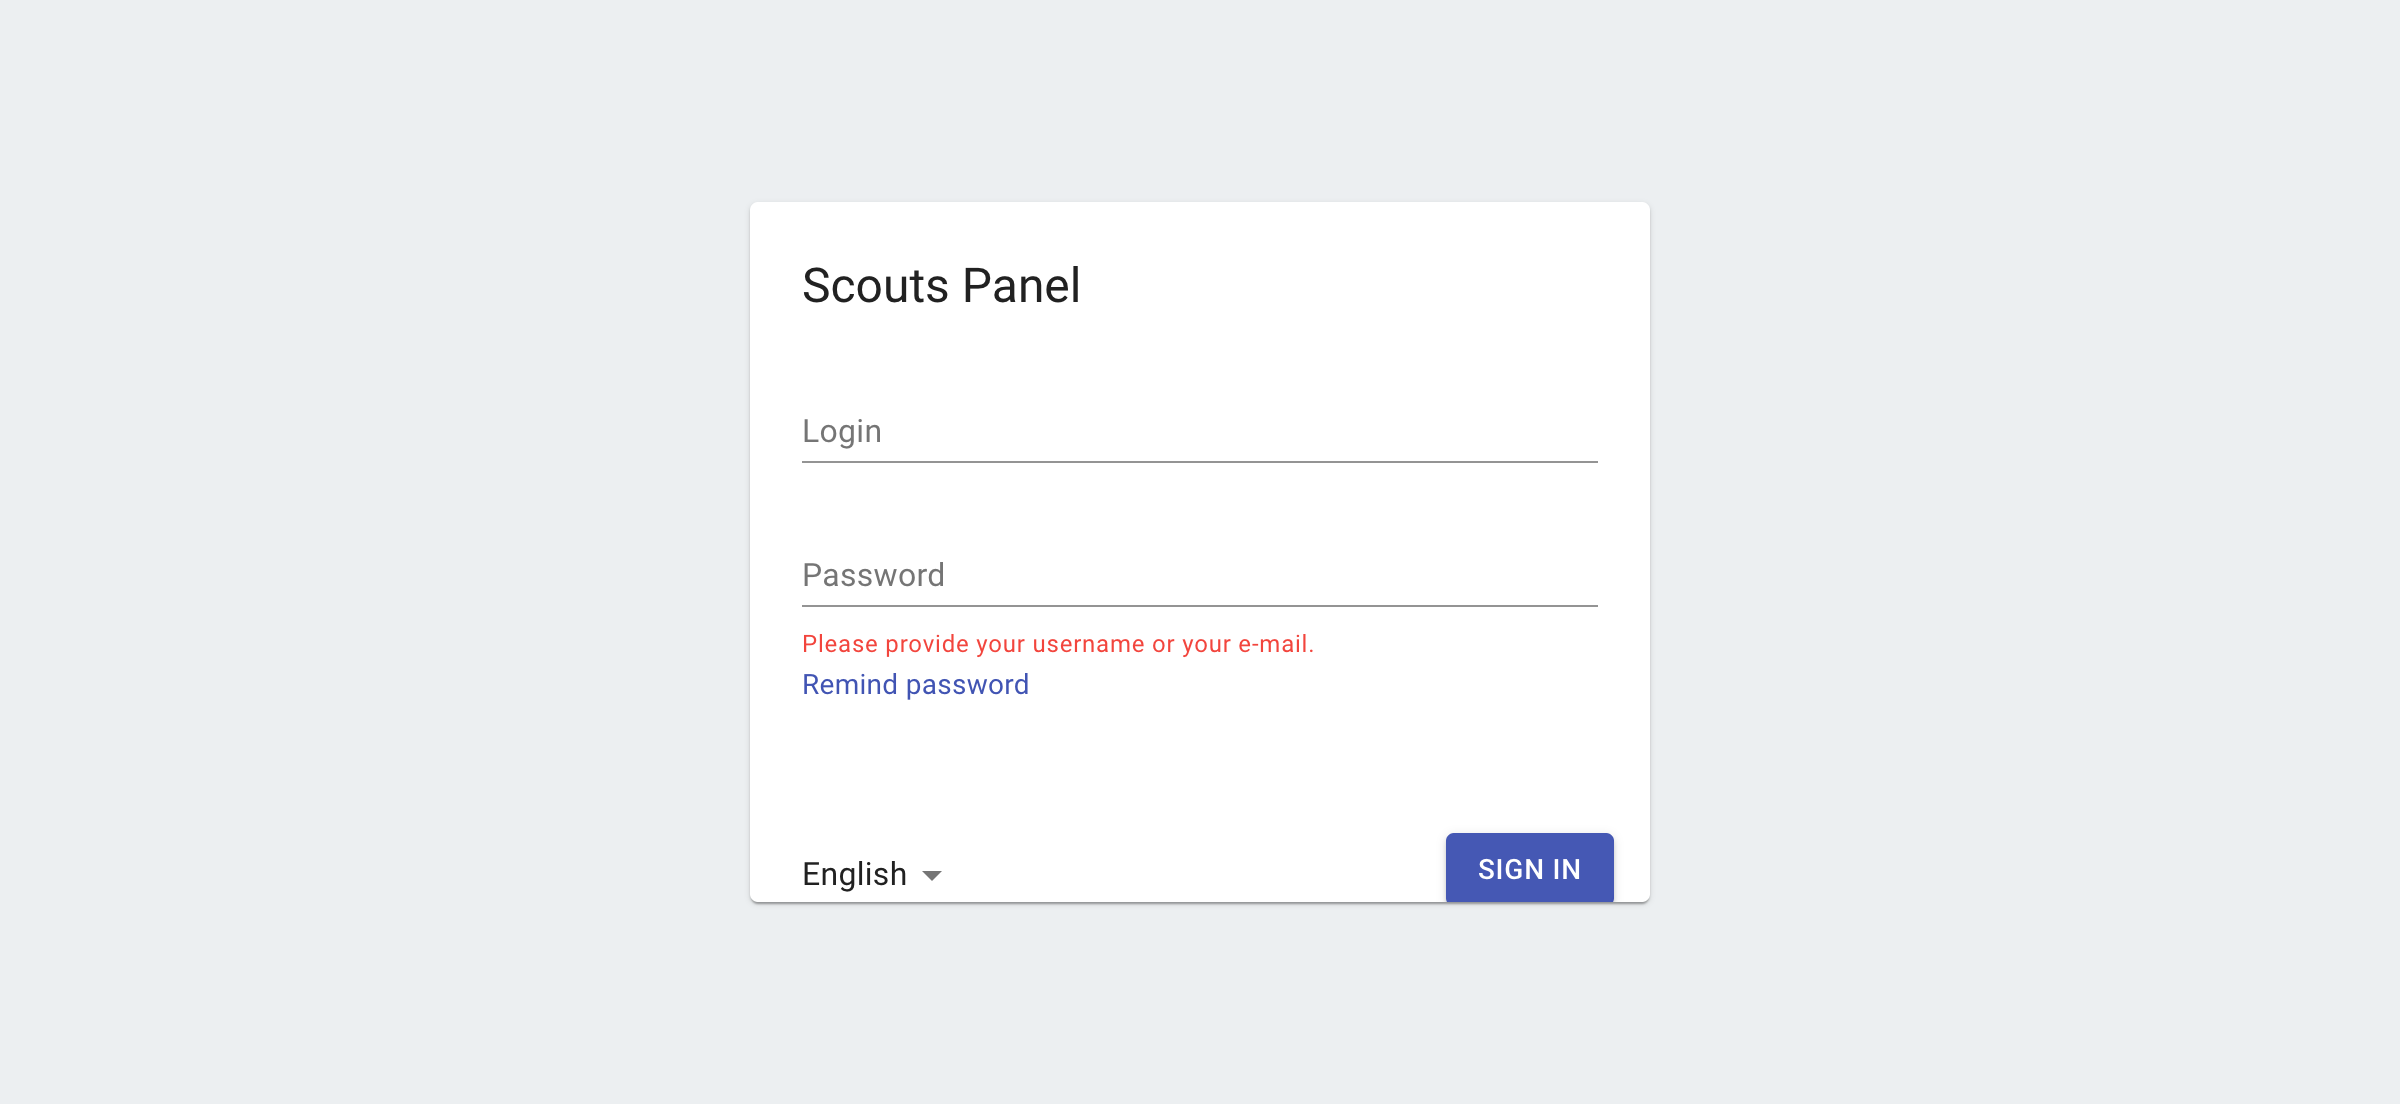 Scouts Panel
Login
Password
Please provide your username or your e-mail.
Remind password
English
SIGN IN